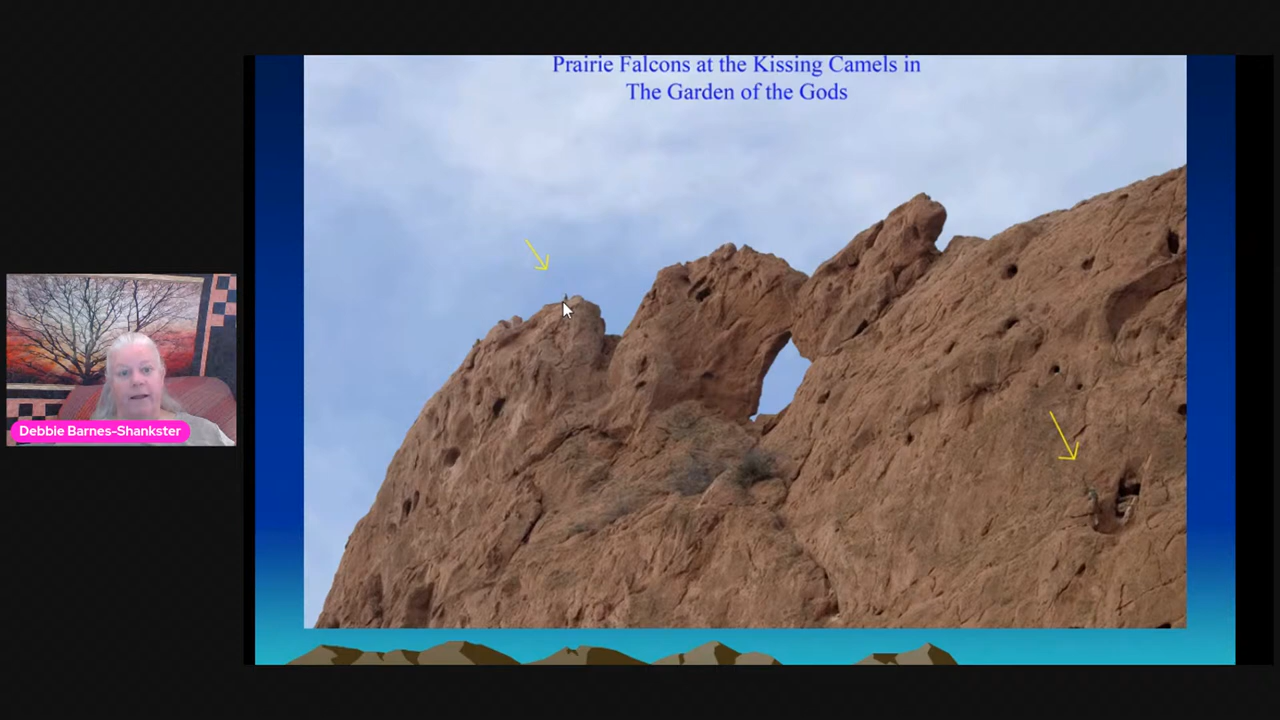 Prairie Falcons at the Kissing Camels in
The Garden of the Gods
Debbie Barnes-Shankster